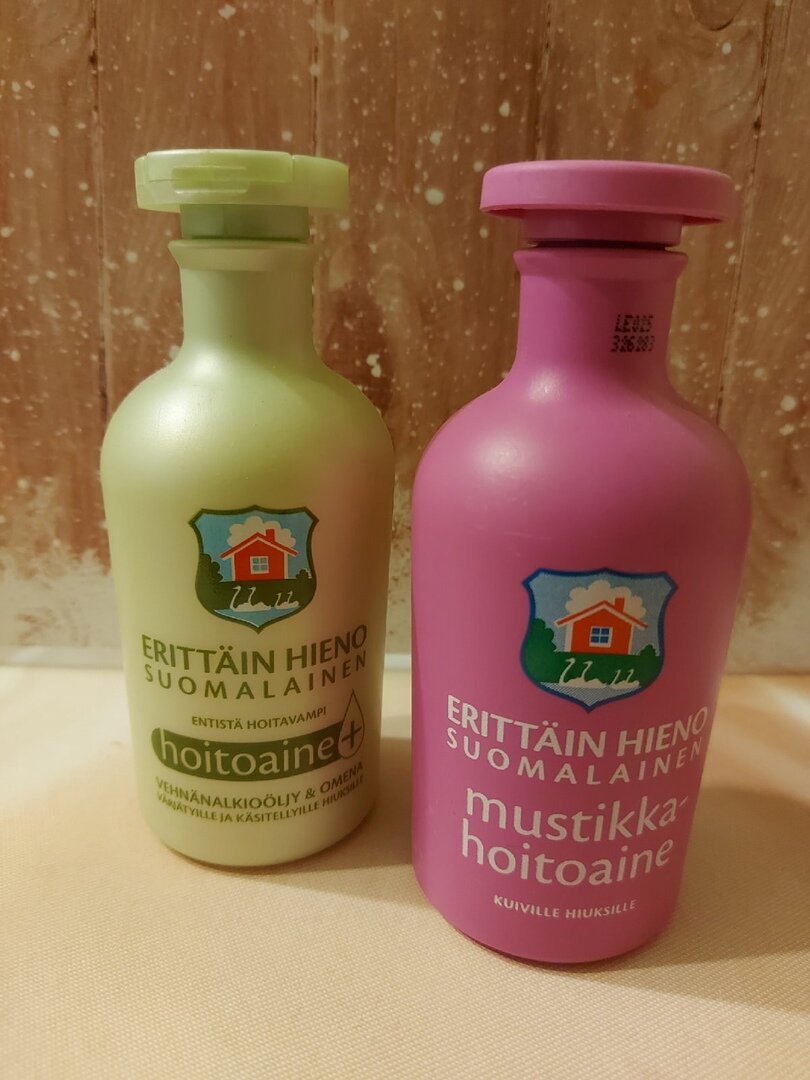 ERITTÄIN HIENO
SUOMALAINEN
ENTISTÄ HOITAVAMPI
hoitoaine+
VEHNÄNALKIOÖLJY & OMENA
VÄRJÄTYILLE JA KÄSITELLYILLE HIUKSILLE
LE025
ERITTÄIN HIENO
SUOMALAINEN
mustikka-
hoitoaine
KUIVILLE HIUKSILLE